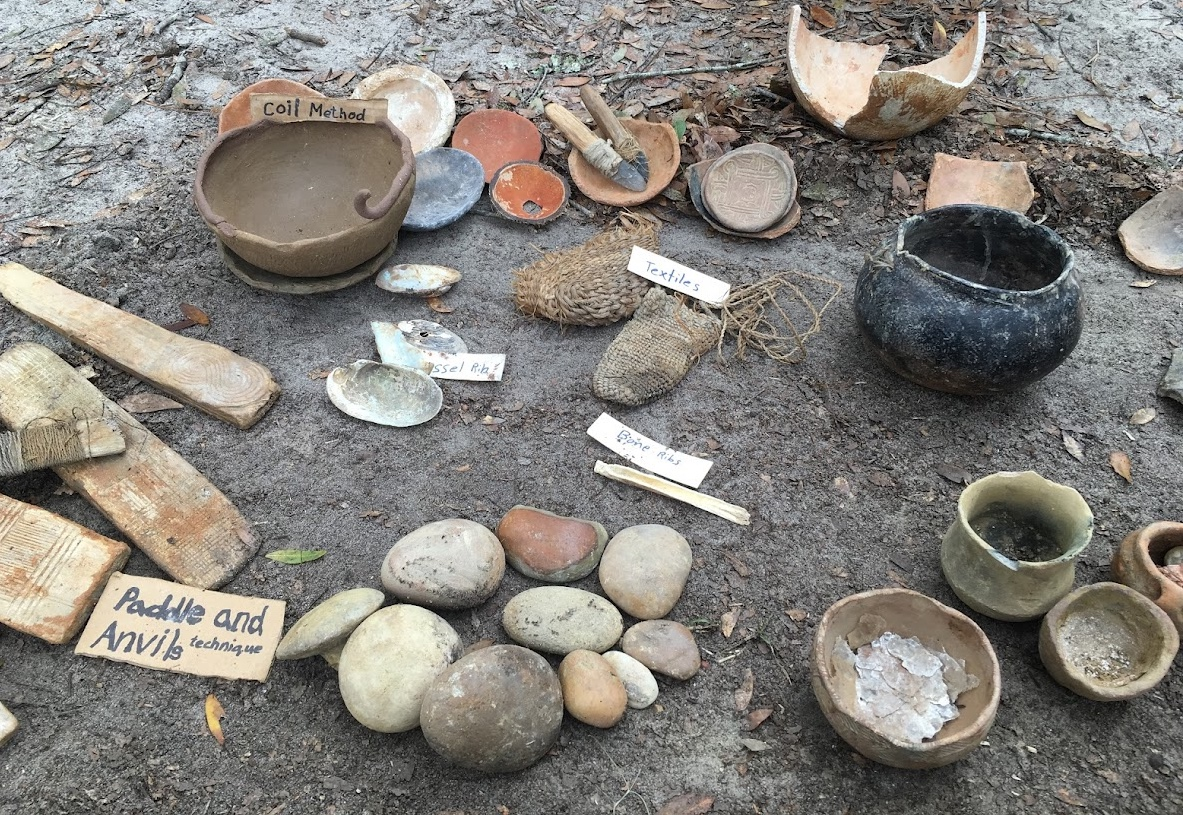 Coil Method
Textiles
ssel Ribs
Bone Ribs
Paddle and
Anvils technique